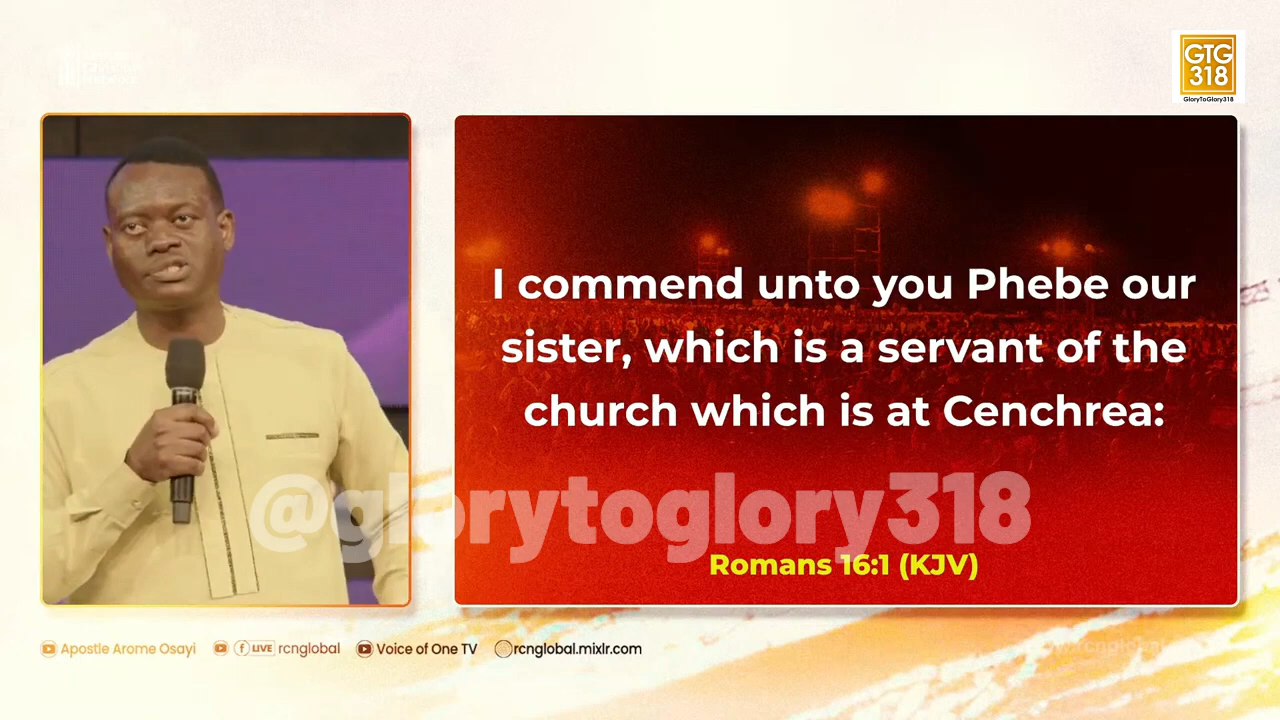 GTG
318
GloryToGlory318
I commend unto you Phebe our
sister, which is a servant of the
church which is at Cenchrea:
@glorytoglory318
Romans 16:1 (KJV)
Apostle Arome Osayi
LIVE rcnglobal
Voice of One TV
rcnglobal.mixlr.com